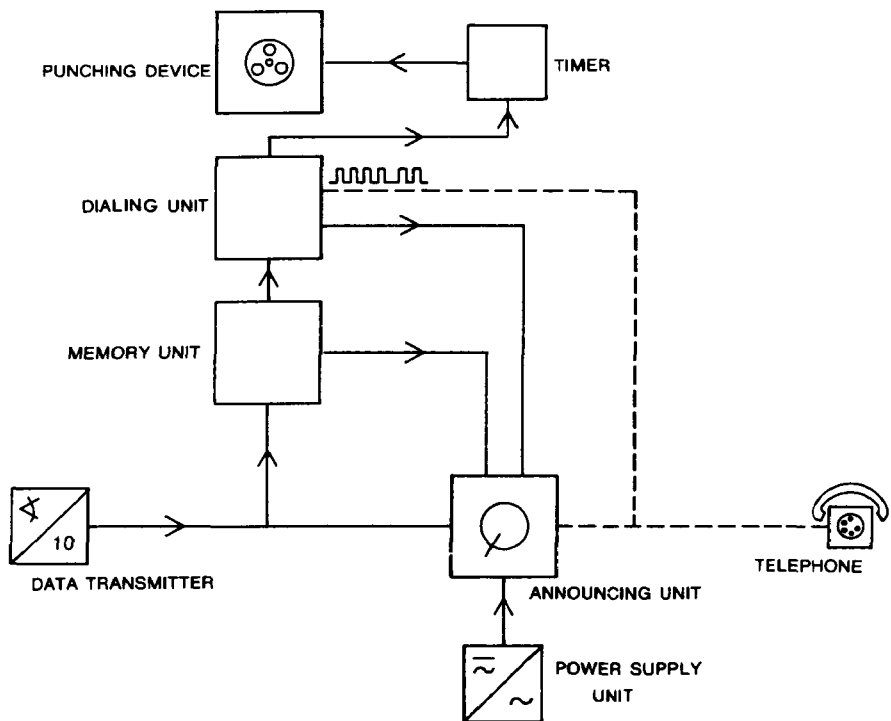 PUNCHING DEVICE
TIMER
DIALING UNIT
MEMORY UNIT
10
DATA TRANSMITTER
ANNOUNCING UNIT
TELEPHONE
POWER SUPPLY
UNIT